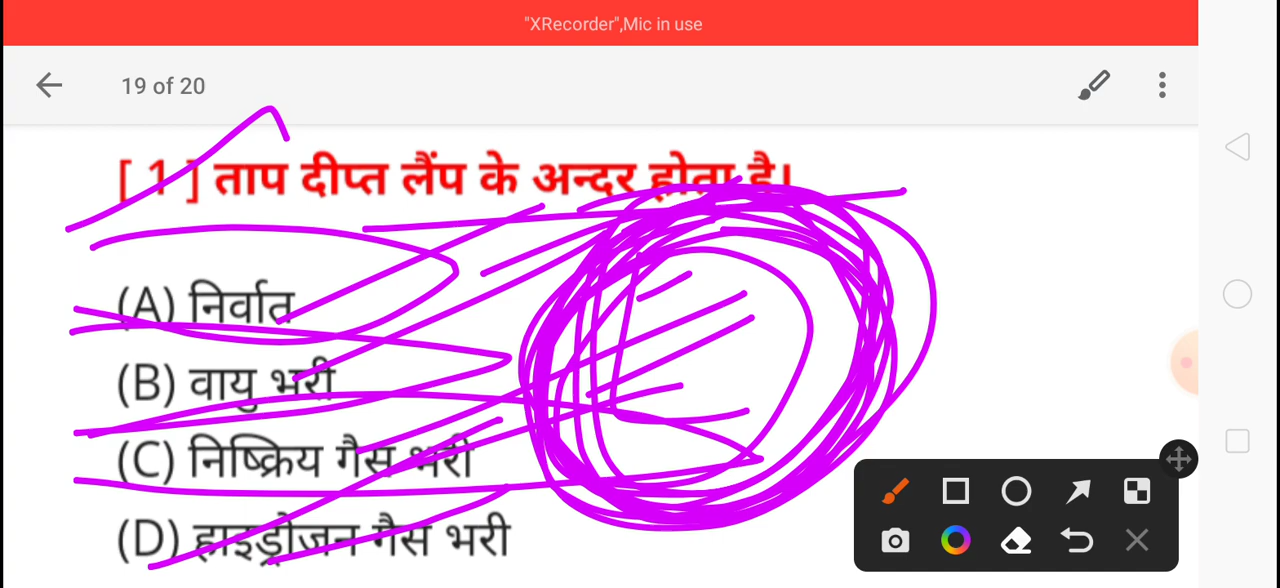 "XRecorder",Mic in use
19 of 20
[ 1 ] ताप दीप्त लैंप के अन्दर होता है।
(A) निर्वात
(B) वायु भरी
(C) निष्क्रिय गैस भरी
(D) हाइड्रोजन गैस भरी